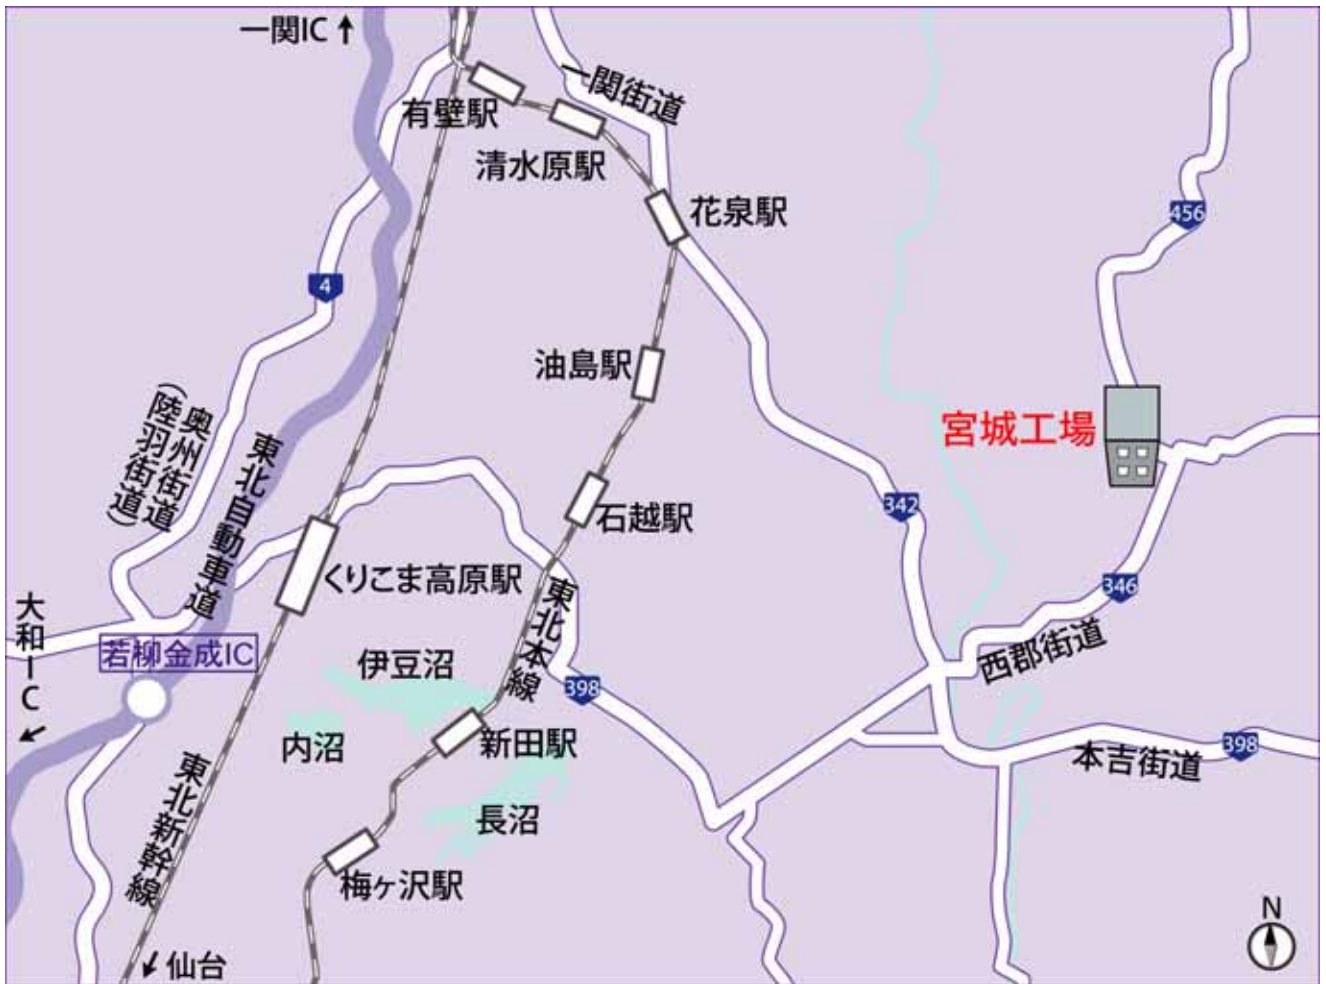 一関IC ↑
一関街道
有壁駅
清水原駅
花泉駅
456
4
油島駅
奥州街道
(陸羽街道)
東北自動車道
宮城工場
342
石越駅
くりこま高原駅
東北本線
346
大和IC
若柳金成IC
伊豆沼
398
西郡街道
内沼
新田駅
本吉街道
398
東北新幹線
長沼
梅ヶ沢駅
仙台
N